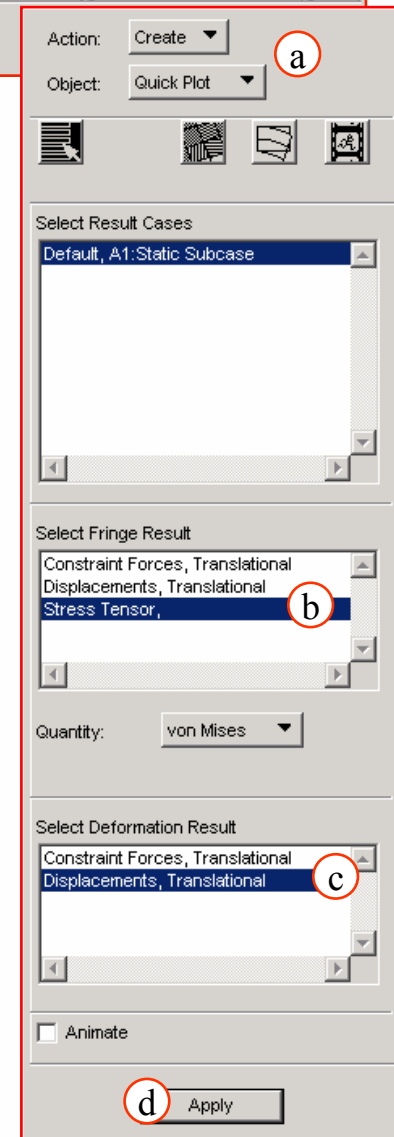 Action: Create
a
Object: Quick Plot
Select Result Cases
Default, A1:Static Subcase
Select Fringe Result
Constraint Forces, Translational
Displacements, Translational
Stress Tensor,
b
Quantity: von Mises
Select Deformation Result
Constraint Forces, Translational
Displacements, Translational
c
Animate
d Apply